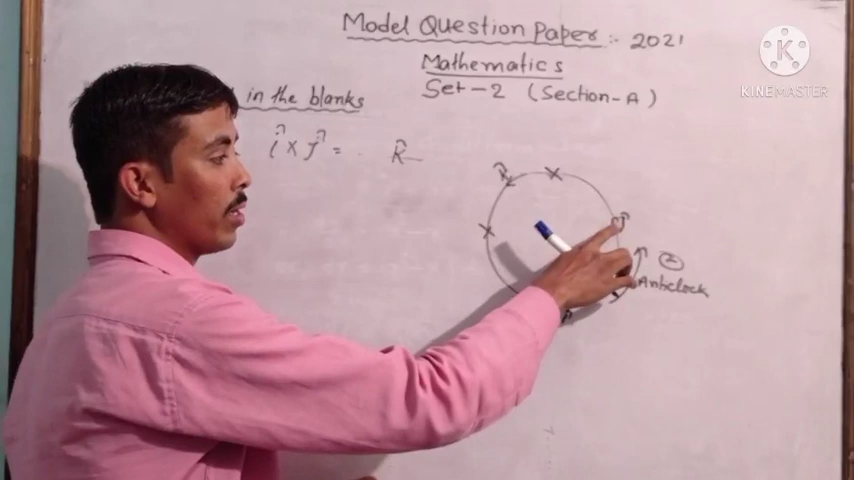 Model Question Paper :- 2021
Mathematics
Set-2 (Section-A)
in the blanks
î × ĵ = . k̂
k̂
ĵ
Anticlock
KINEMASTER